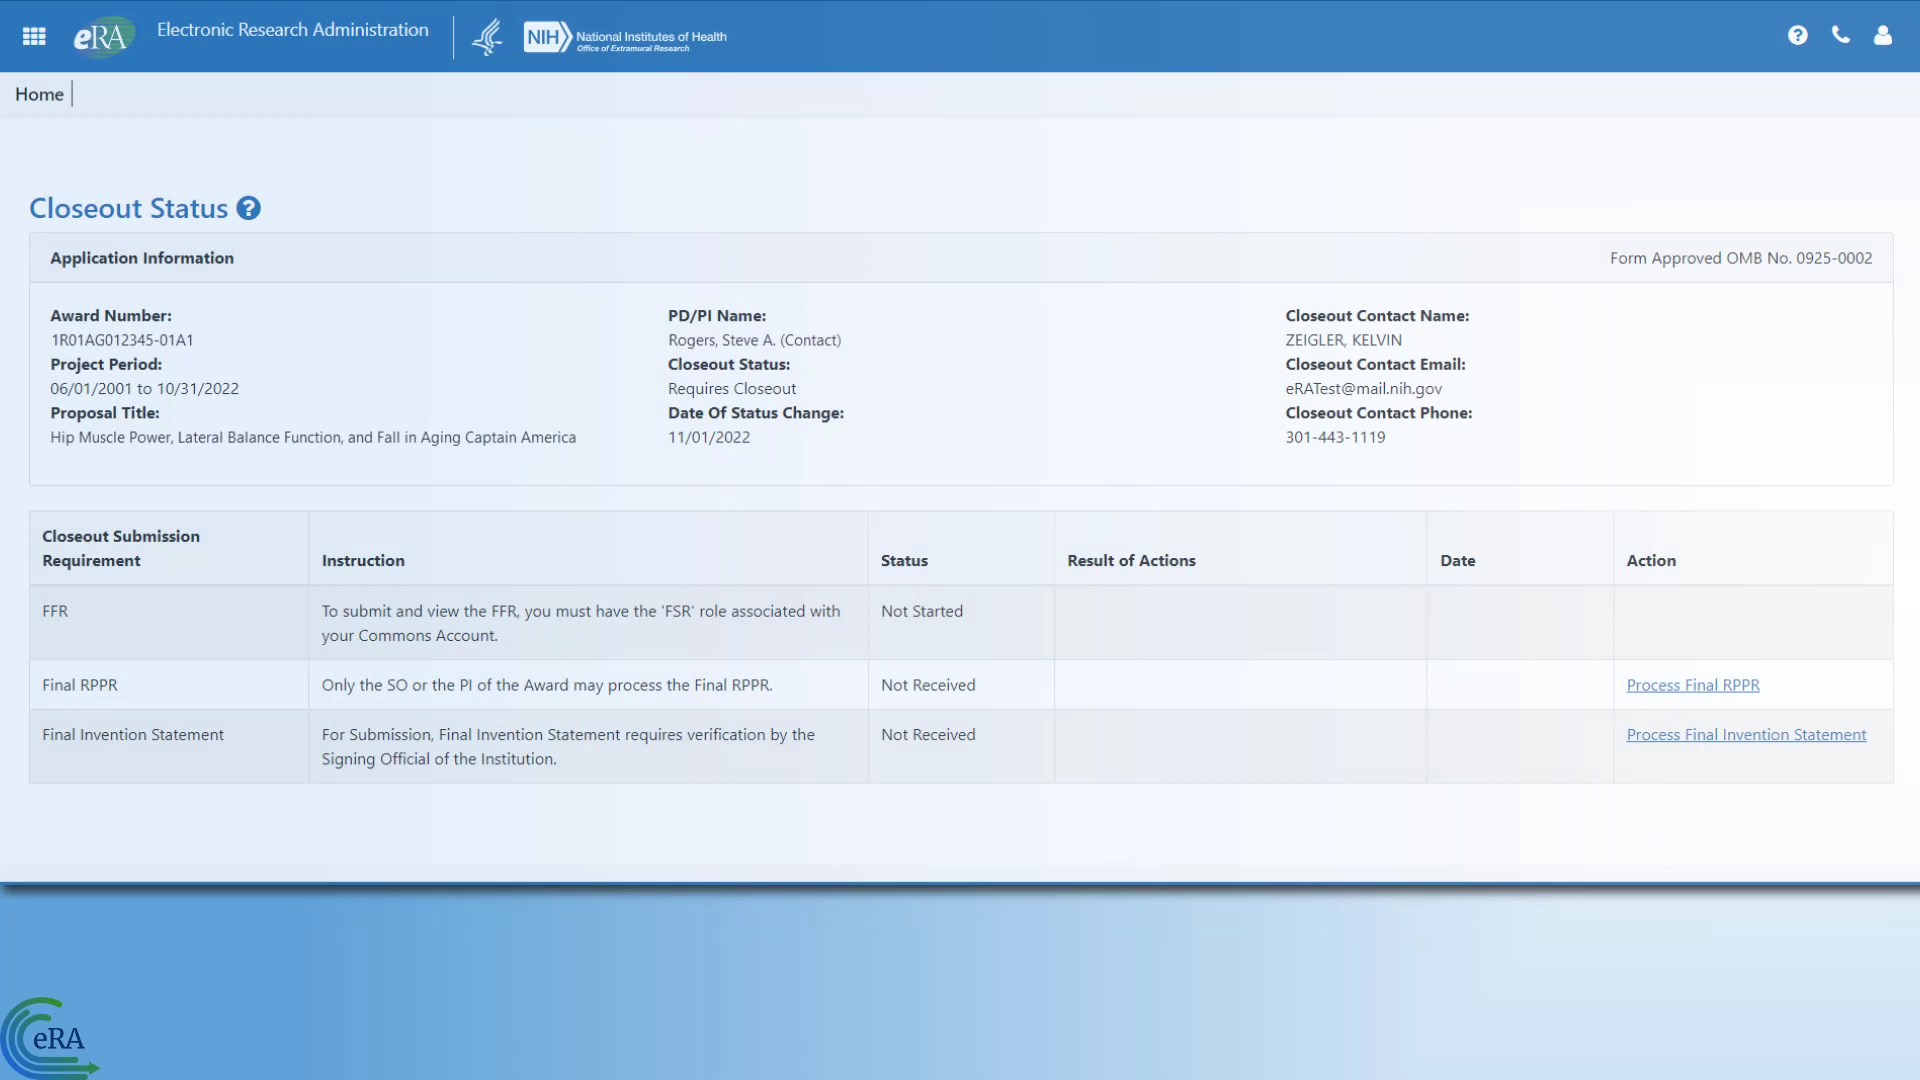 eRA Electronic Research Administration NIH National Institutes of Health
Office of Extramural Research
Home
Closeout Status
Application Information Form Approved OMB No. 0925-0002
Award Number: PD/PI Name: Closeout Contact Name:
1R01AG012345-01A1 Rogers, Steve A. (Contact) ZEIGLER, KELVIN
Project Period: Closeout Status: Closeout Contact Email:
06/01/2001 to 10/31/2022 Requires Closeout eRATest@mail.nih.gov
Proposal Title: Date Of Status Change: Closeout Contact Phone:
Hip Muscle Power, Lateral Balance Function, and Fall in Aging Captain America 11/01/2022 301-443-1119
Closeout Submission
Requirement Instruction Status Result of Actions Date Action
FFR To submit and view the FFR, you must have the 'FSR' role associated with Not Started
your Commons Account.
Final RPPR Only the SO or the PI of the Award may process the Final RPPR. Not Received Process Final RPPR
Final Invention Statement For Submission, Final Invention Statement requires verification by the Not Received Process Final Invention Statement
Signing Official of the Institution.
eRA